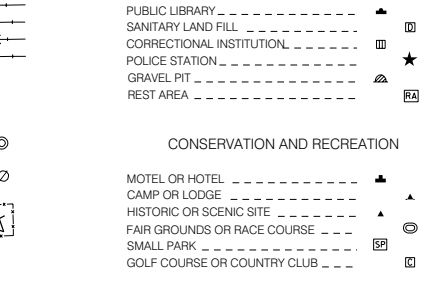 PUBLIC LIBRARY
SANITARY LAND FILL D
CORRECTIONAL INSTITUTION
POLICE STATION
GRAVEL PIT
REST AREA RA
CONSERVATION AND RECREATION
MOTEL OR HOTEL
CAMP OR LODGE
HISTORIC OR SCENIC SITE
FAIR GROUNDS OR RACE COURSE
SMALL PARK SP
GOLF COURSE OR COUNTRY CLUB C